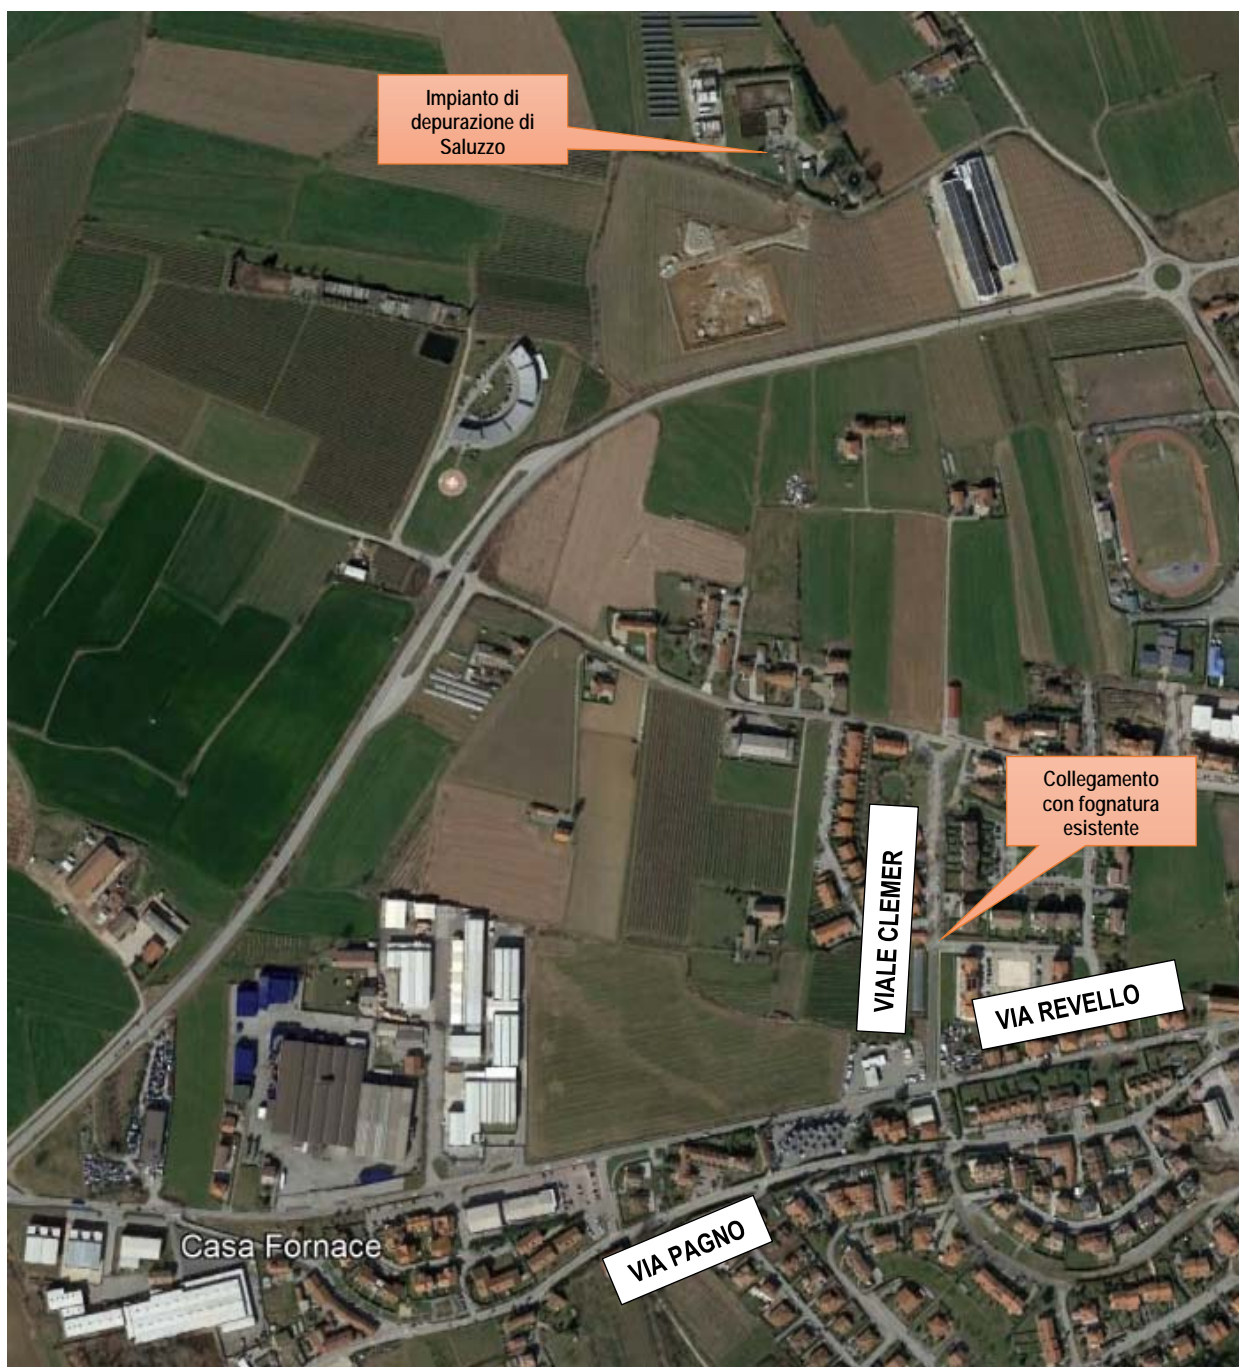 Impianto di
depurazione di
Saluzzo
Collegamento
con fognatura
esistente
VIALE CLEMER
VIA REVELLO
VIA PAGNO
Casa Fornace